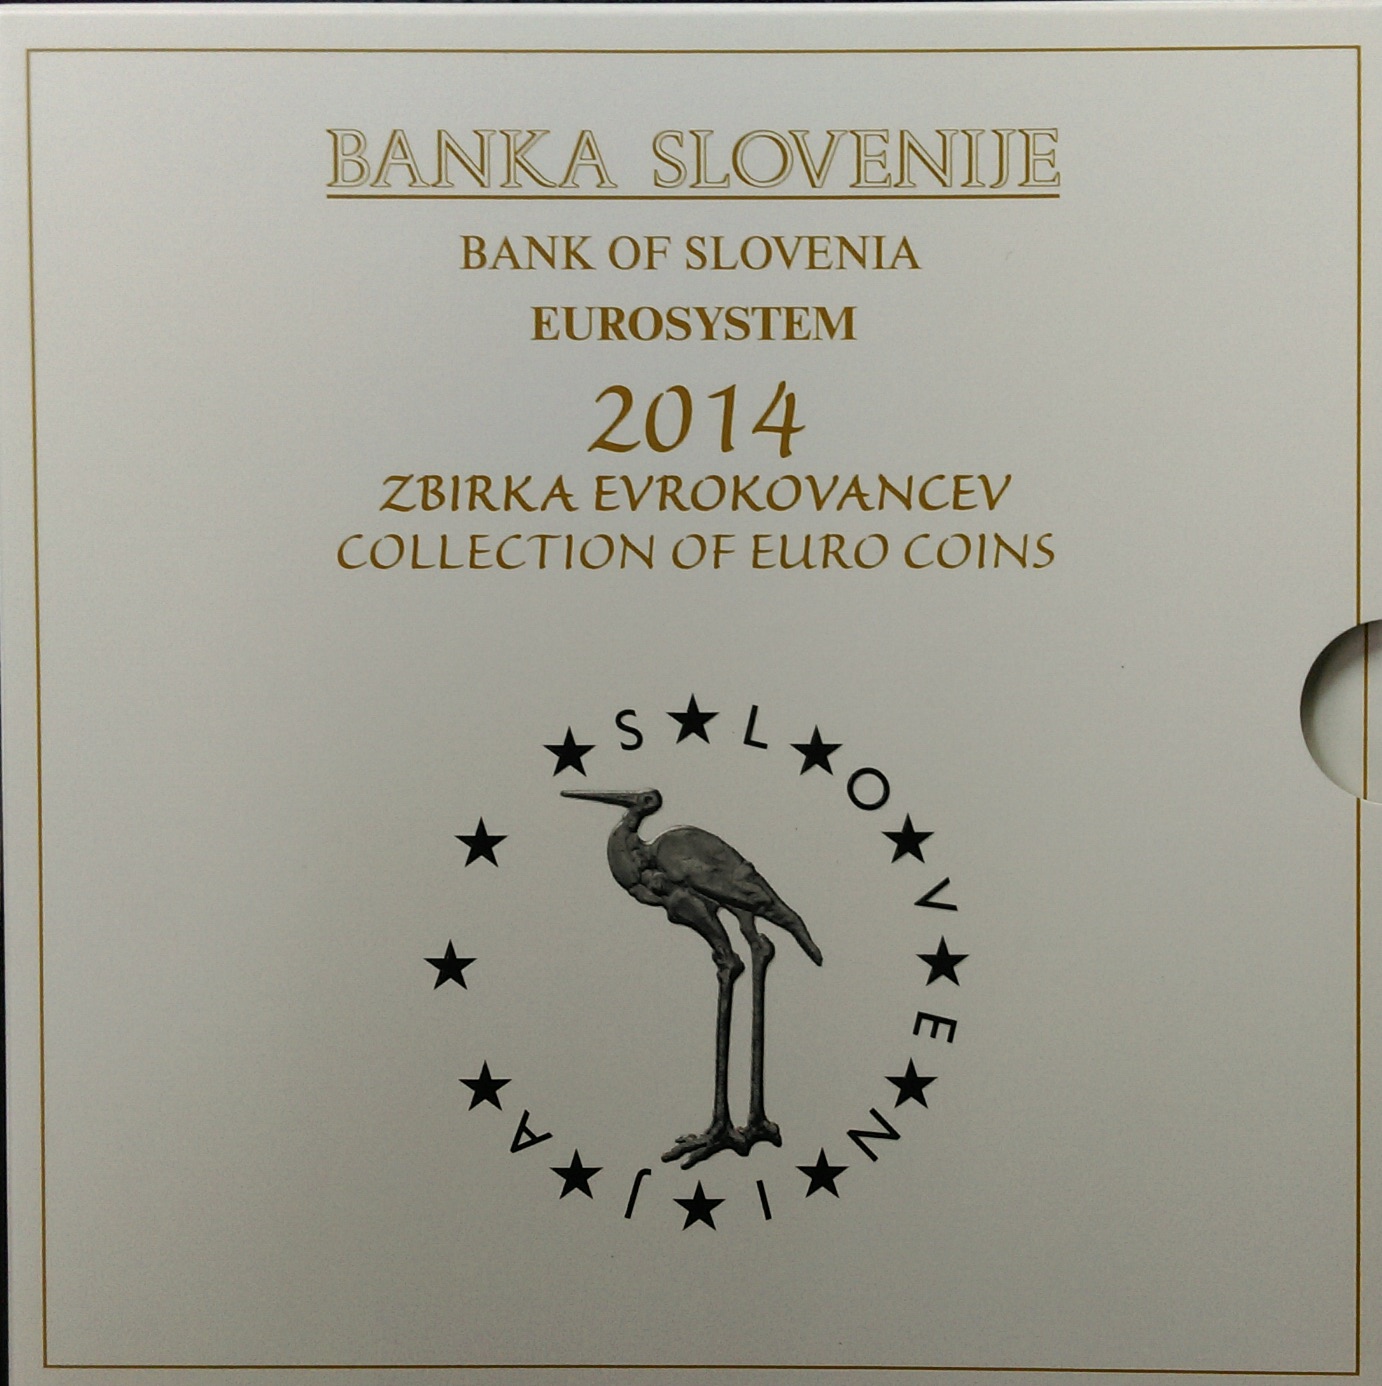 BANKA SLOVENIJE
BANK OF SLOVENIA
EUROSYSTEM
2014
ZBIRKA EVROKOVANCEV
COLLECTION OF EURO COINS
SLOVENIJA